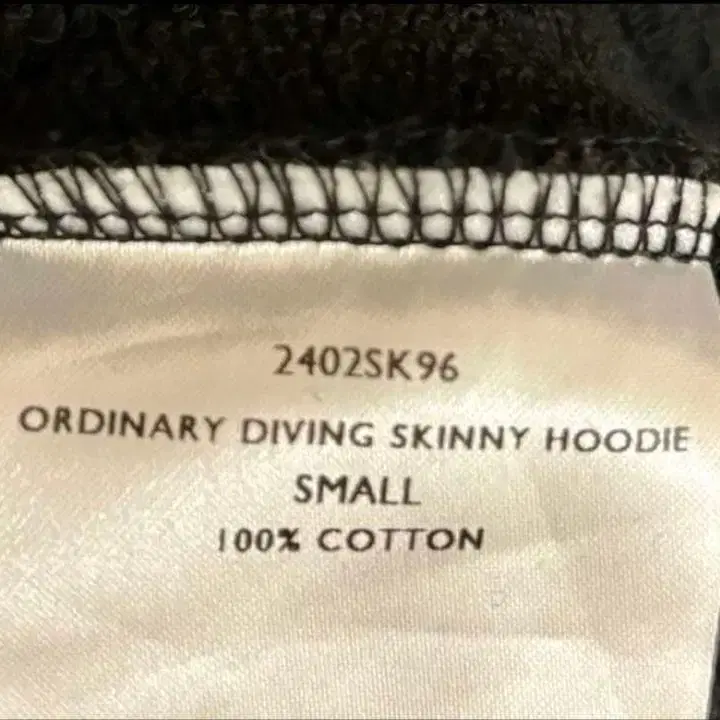 2402SK96
ORDINARY DIVING SKINNY HOODIE
SMALL
100% COTTON